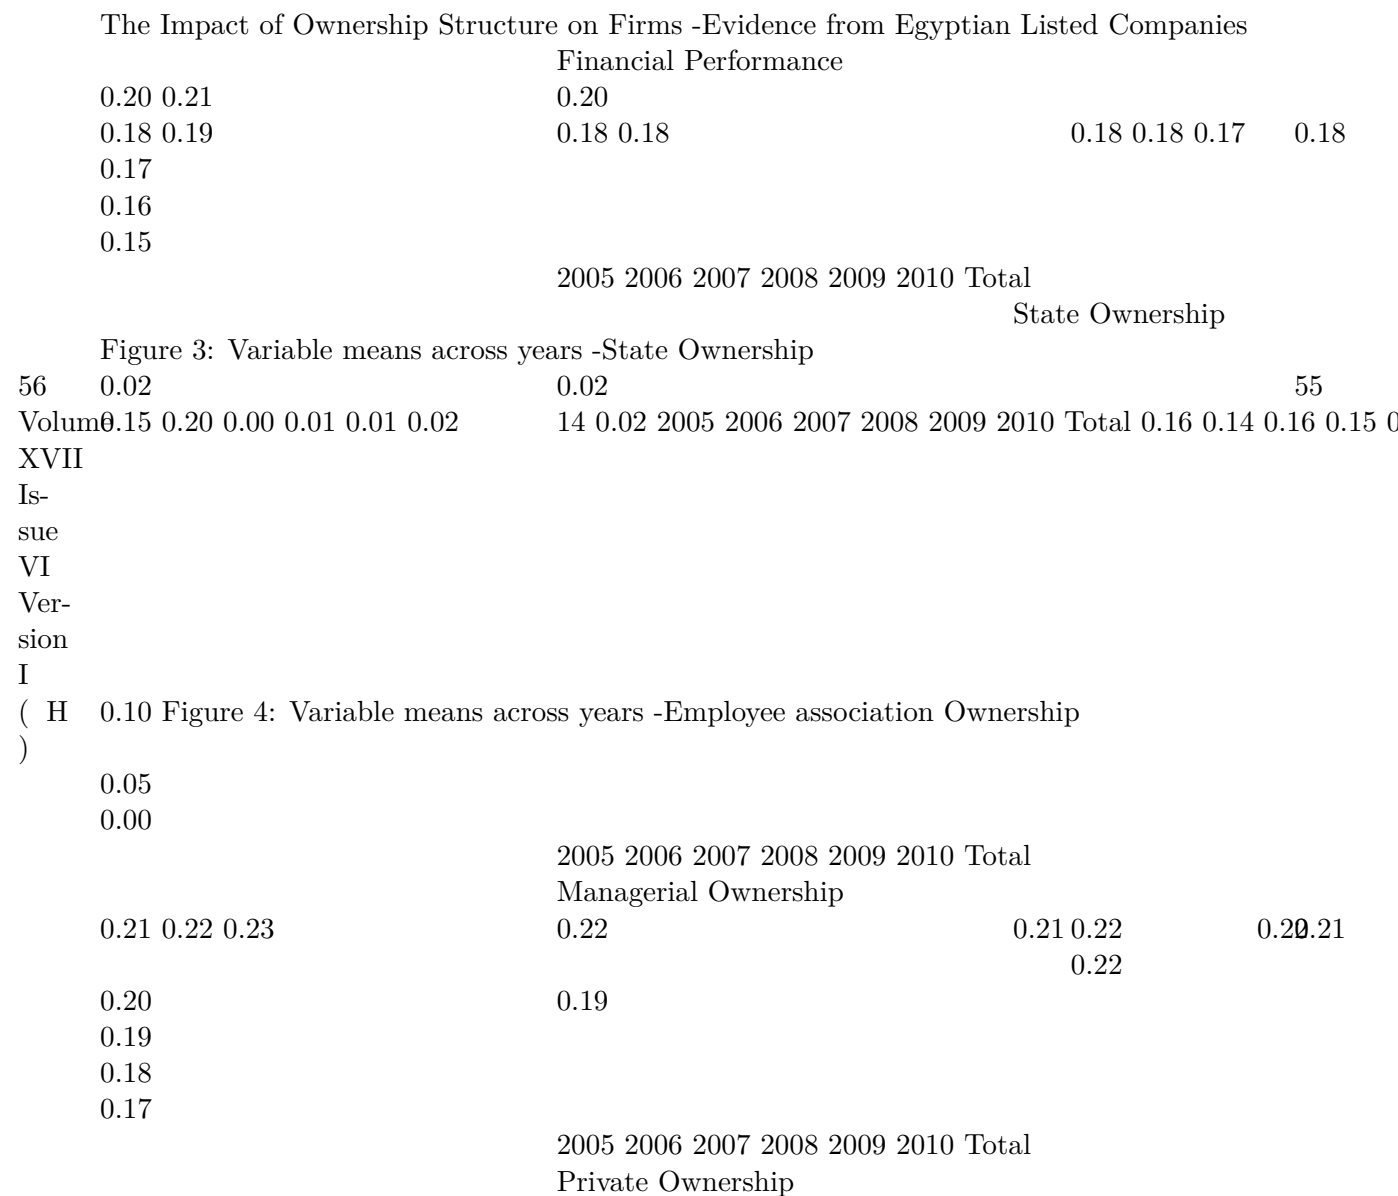 The Impact of Ownership Structure on Firms -Evidence from Egyptian Listed Companies
Financial Performance
0.20 0.21 0.20
0.18 0.19 0.18 0.18 0.18 0.18 0.17 0.18
0.17
0.16
0.15
2005 2006 2007 2008 2009 2010 Total
State Ownership
Figure 3: Variable means across years -State Ownership
56 0.02 0.02 55
Volume 0.15 0.20 0.00 0.01 0.01 0.02 14 0.02 2005 2006 2007 2008 2009 2010 Total 0.16 0.14 0.16 0.15
XVII
Is-
sue
VI
Ver-
sion
I
( H 0.10 Figure 4: Variable means across years -Employee association Ownership
)
0.05
0.00
2005 2006 2007 2008 2009 2010 Total
Managerial Ownership
0.21 0.22 0.23 0.22 0.21 0.22 0.20 0.21
0.22
0.20 0.19
0.19
0.18
0.17
2005 2006 2007 2008 2009 2010 Total
Private Ownership